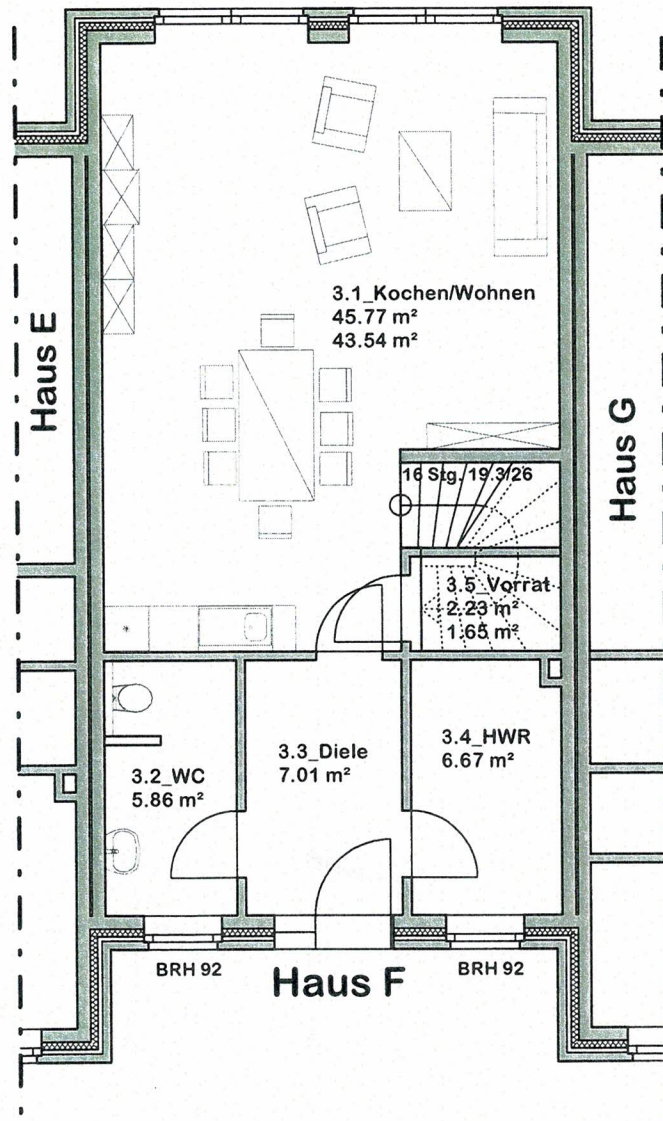 3.1_Kochen/Wohnen
45.77 m²
43.54 m²
Haus E
Haus G
16 Stg. 19.3/26
3.5_Vorrat
2.23 m²
1.65 m²
3.4_HWR
6.67 m²
3.3_Diele
7.01 m²
3.2_WC
5.86 m²
BRH 92
BRH 92
Haus F